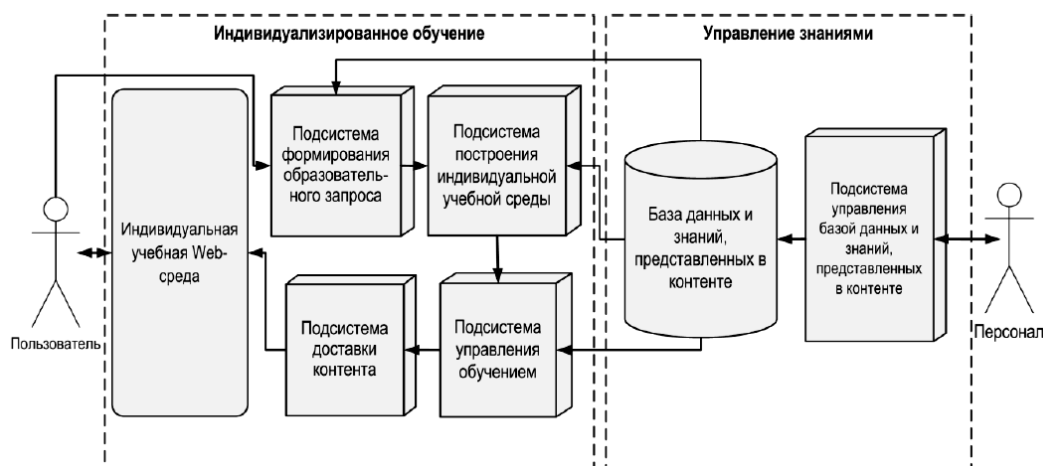 Индивидуализированное обучение
Управление знаниями
Подсистема
формирования
образователь-
ного запроса
Подсистема
построения
индивидуальной
учебной среды
База данных и
знаний,
представленных в
контенте
Подсистема
управления
базой данных и
знаний,
представленных
в контенте
Индивидуальная
учебная Web-
среда
Подсистема
доставки
контента
Подсистема
управления
обучением
Пользователь
Персонал